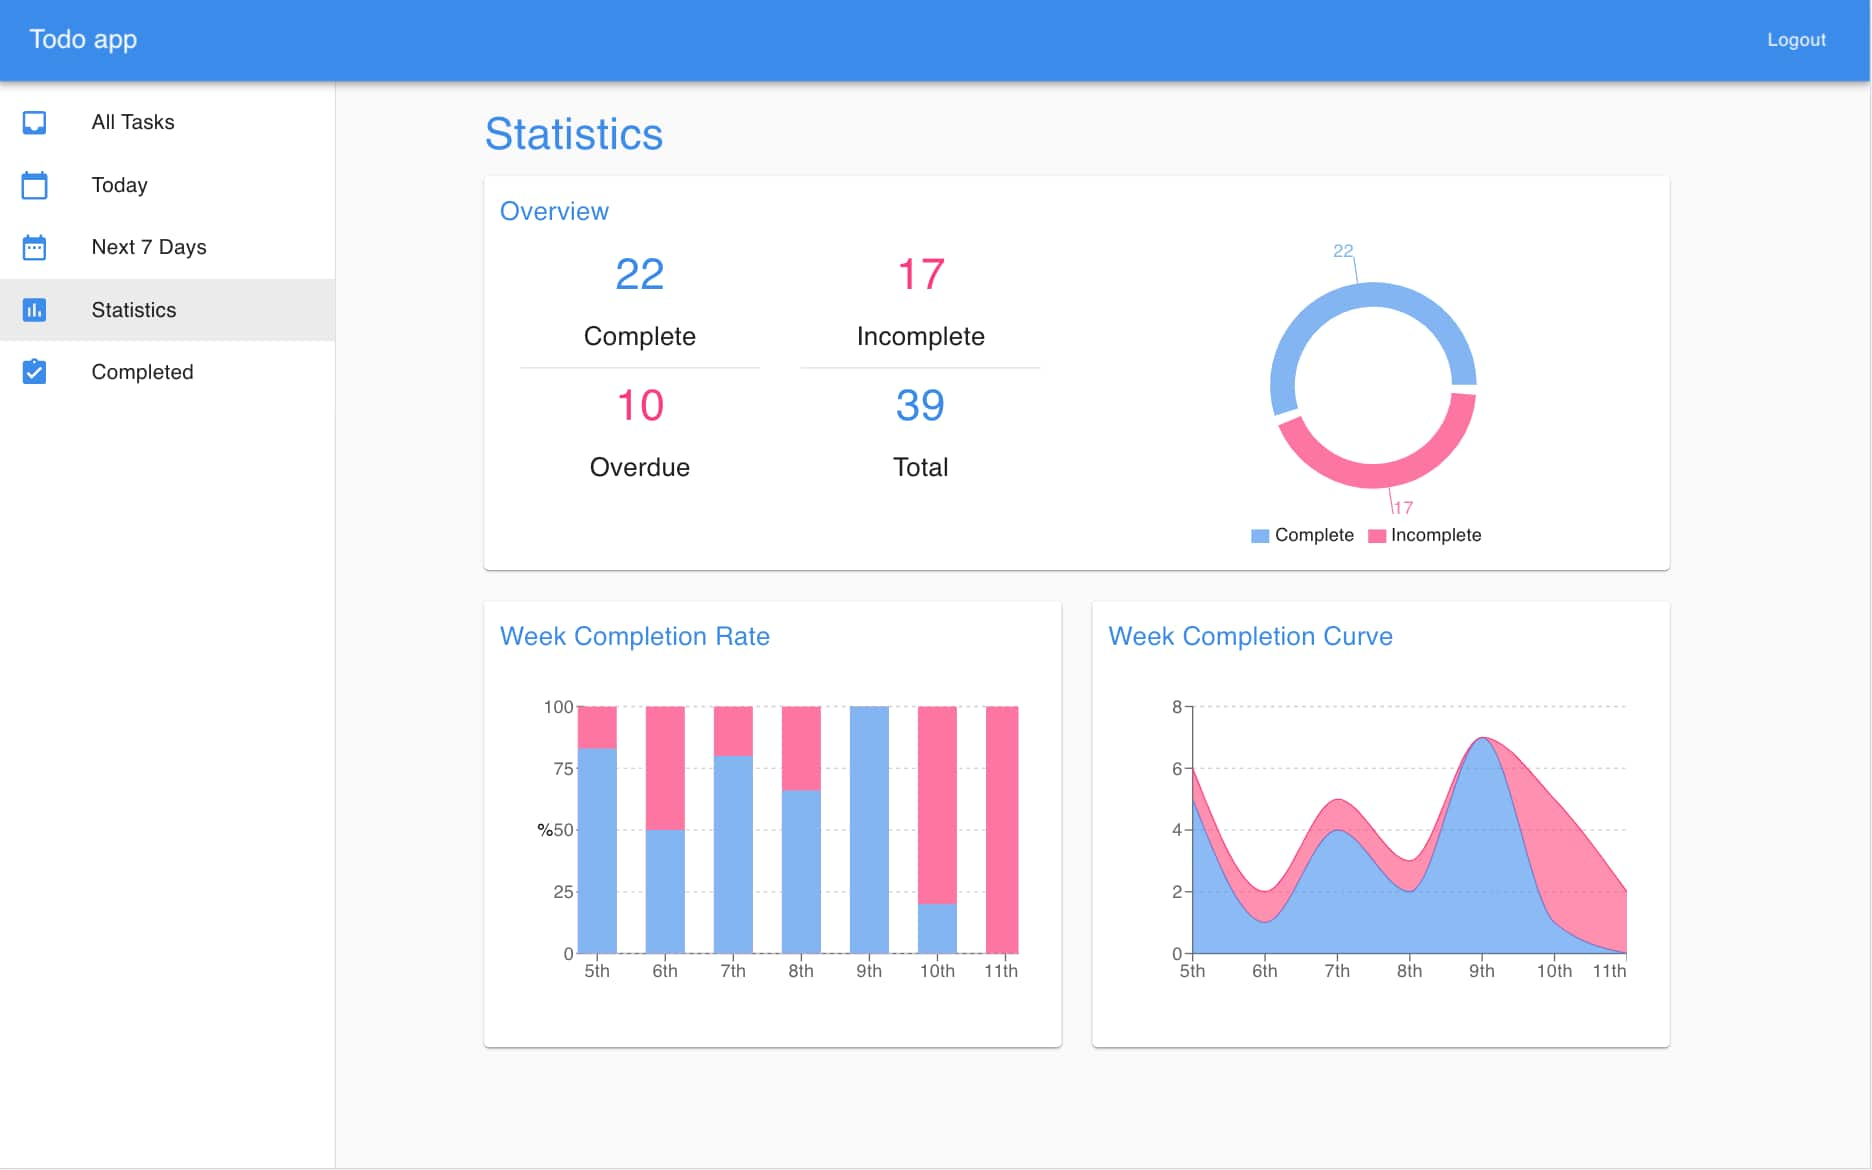 Todo app
Logout
All Tasks
Today
Next 7 Days
Statistics
Completed
Statistics
Overview
22
Complete
17
Incomplete
10
Overdue
39
Total
22
17
Complete Incomplete
Week Completion Rate
100
75
%50
25
0
5th 6th 7th 8th 9th 10th 11th
Week Completion Curve
8
6
4
2
0
5th 6th 7th 8th 9th 10th 11th